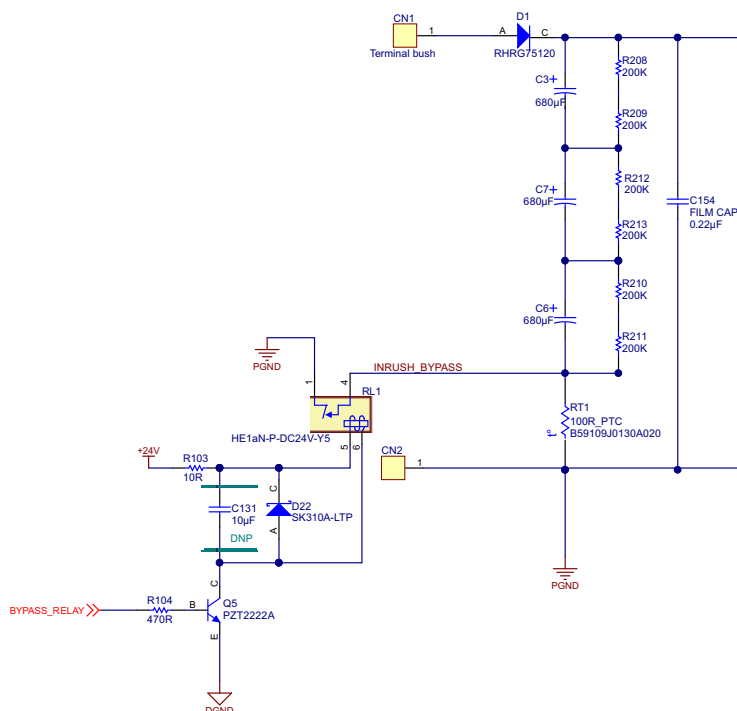 CN1
1
Terminal bush
D1
A
C
RHRG75120
C3
+
680µF
R208
200K
R209
200K
C7
+
680µF
R212
200K
R213
200K
C154
FILM CAP
0.22µF
C6
+
680µF
R210
200K
R211
200K
PGND
1
4
INRUSH_BYPASS
RL1
HE1aN-P-DC24V-Y5
5
6
RT1
100R_PTC
B59109J0130A020
t°
CN2
1
+24V
R103
10R
C131
10µF
DNP
C
D22
SK310A-LTP
A
PGND
BYPASS_RELAY
R104
470R
B
C
Q5
PZT2222A
E
DGND